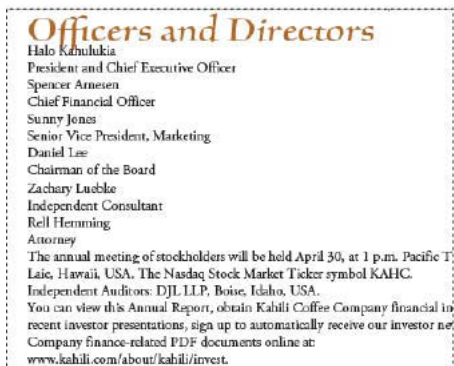 Officers and Directors
Halo Kahulukia
President and Chief Executive Officer
Spencer Arnesen
Chief Financial Officer
Sunny Jones
Senior Vice President, Marketing
Daniel Lee
Chairman of the Board
Zachary Luebke
Independent Consultant
Rell Hemming
Attorney
The annual meeting of stockholders will be held April 30, at 1 p.m. Pacific T
Laie, Hawaii, USA. The Nasdaq Stock Market Ticker symbol KAHC.
Independent Auditors: DJL LLP, Boise, Idaho, USA.
You can view this Annual Report, obtain Kahili Coffee Company financial in
recent investor presentations, sign up to automatically receive our investor ne
Company finance-related PDF documents online at:
www.kahili.com/about/kahili/invest.